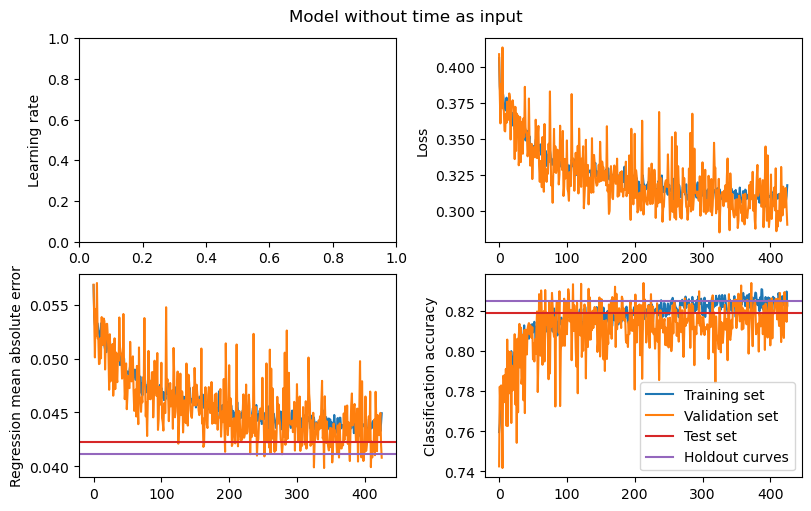 Model without time as input
Learning rate
1.0
0.8
0.6
0.4
0.2
0.0
0.0 0.2 0.4 0.6 0.8 1.0
Loss
0.400
0.375
0.350
0.325
0.300
0 100 200 300 400
Regression mean absolute error
0.055
0.050
0.045
0.040
0 100 200 300 400
Classification accuracy
0.82
0.80
0.78
0.76
0.74
0 100 200 300 400
Training set
Validation set
Test set
Holdout curves